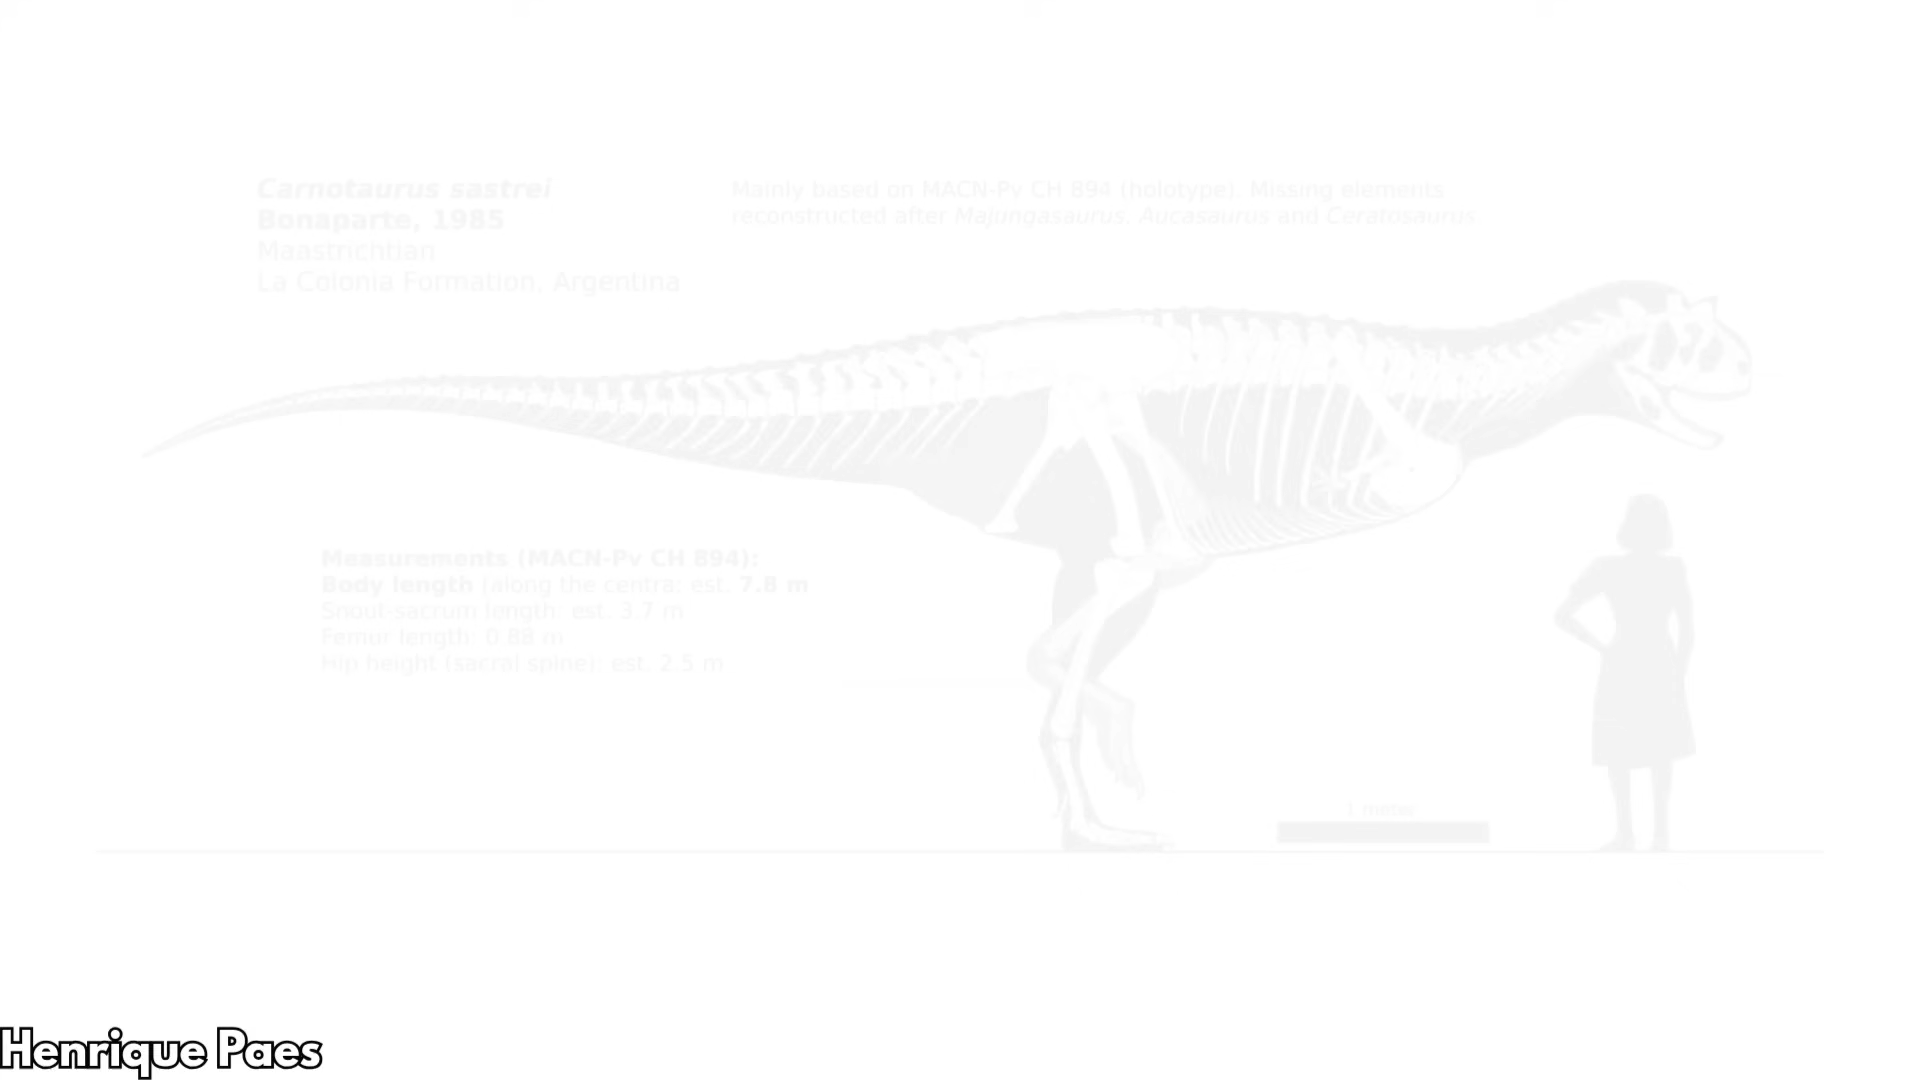 Carnotaurus sastrei
Bonaparte, 1985
Maastrichtian
La Colonia Formation, Argentina
Mainly based on MACN-Pv CH 894 (holotype). Missing elements
reconstructed after Majungasaurus, Aucasaurus and Ceratosaurus
Measurements (MACN-Pv CH 894):
Body length (along the centra: est. 7.8 m
Snout-sacrum length: est. 3.7 m
Femur length: 0.88 m
Hip height (sacral spine): est. 2.5 m
1 meter
Henrique Paes